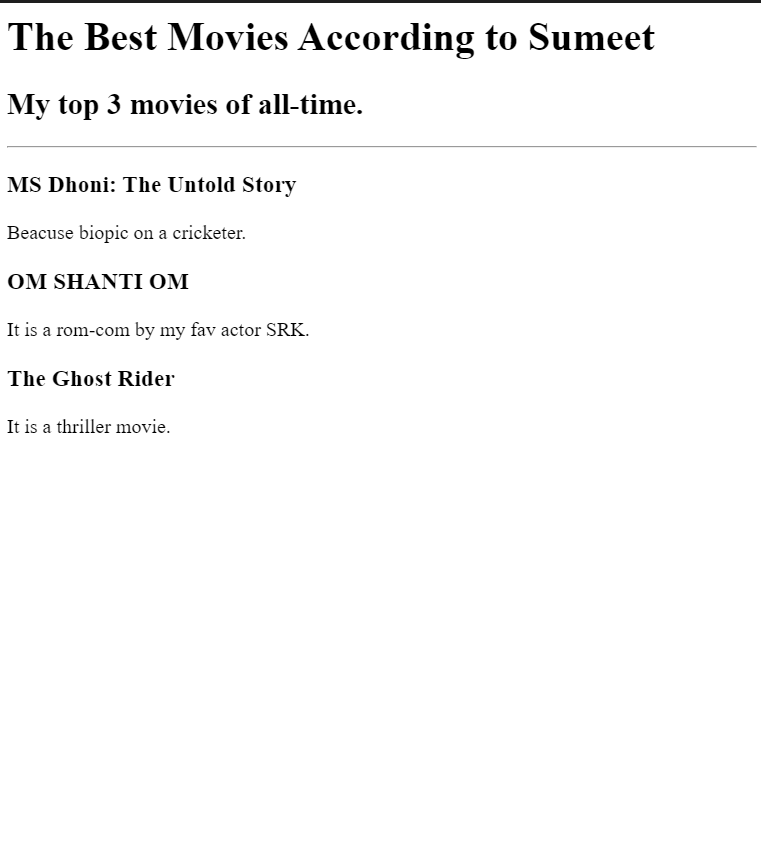 The Best Movies According to Sumeet
My top 3 movies of all-time.
MS Dhoni: The Untold Story
Beacuse biopic on a cricketer.
OM SHANTI OM
It is a rom-com by my fav actor SRK.
The Ghost Rider
It is a thriller movie.